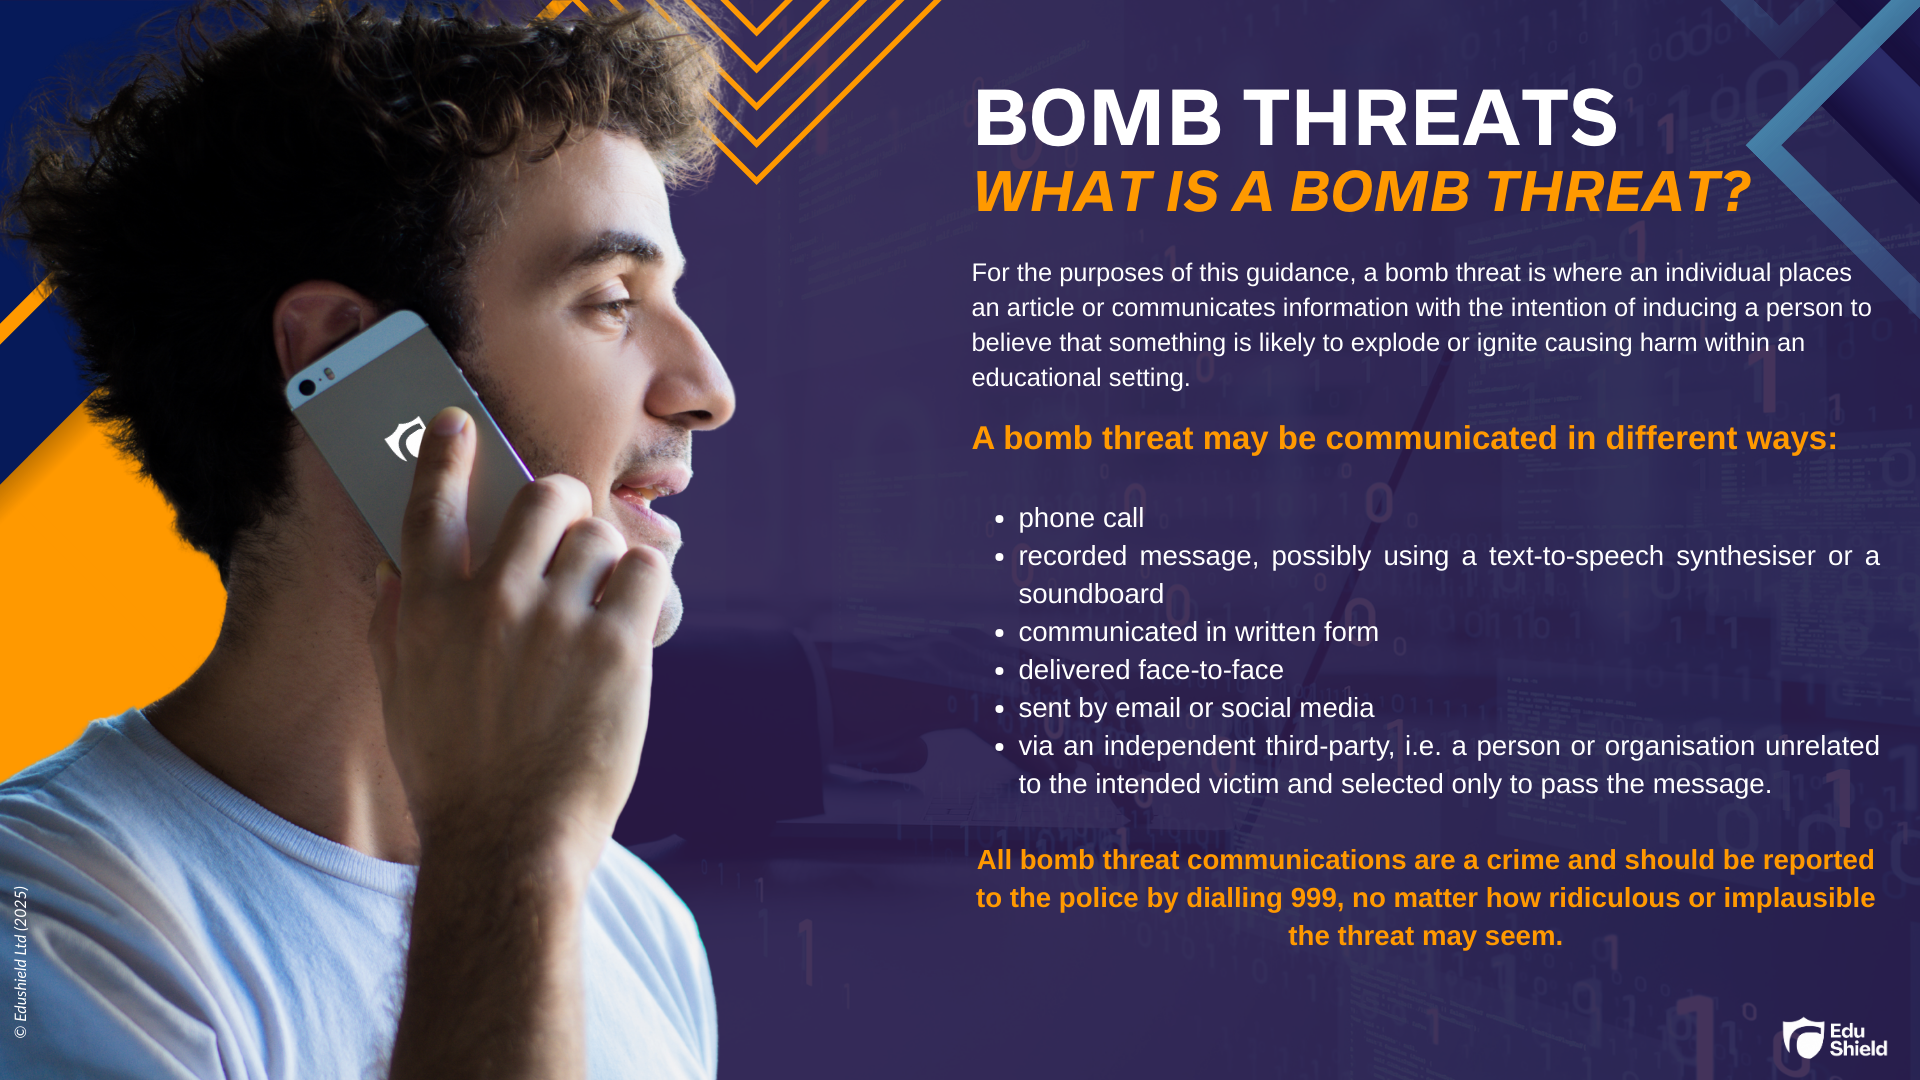 BOMB THREATS
WHAT IS A BOMB THREAT?
For the purposes of this guidance, a bomb threat is where an individual places
an article or communicates information with the intention of inducing a person to
believe that something is likely to explode or ignite causing harm within an
educational setting.
A bomb threat may be communicated in different ways:
• phone call
• recorded message, possibly using a text-to-speech synthesiser or a
soundboard
• communicated in written form
• delivered face-to-face
• sent by email or social media
• via an independent third-party, i.e. a person or organisation unrelated
to the intended victim and selected only to pass the message.
All bomb threat communications are a crime and should be reported
to the police by dialling 999, no matter how ridiculous or implausible
the threat may seem.
© Edushield Ltd (2025)
Edu
Shield